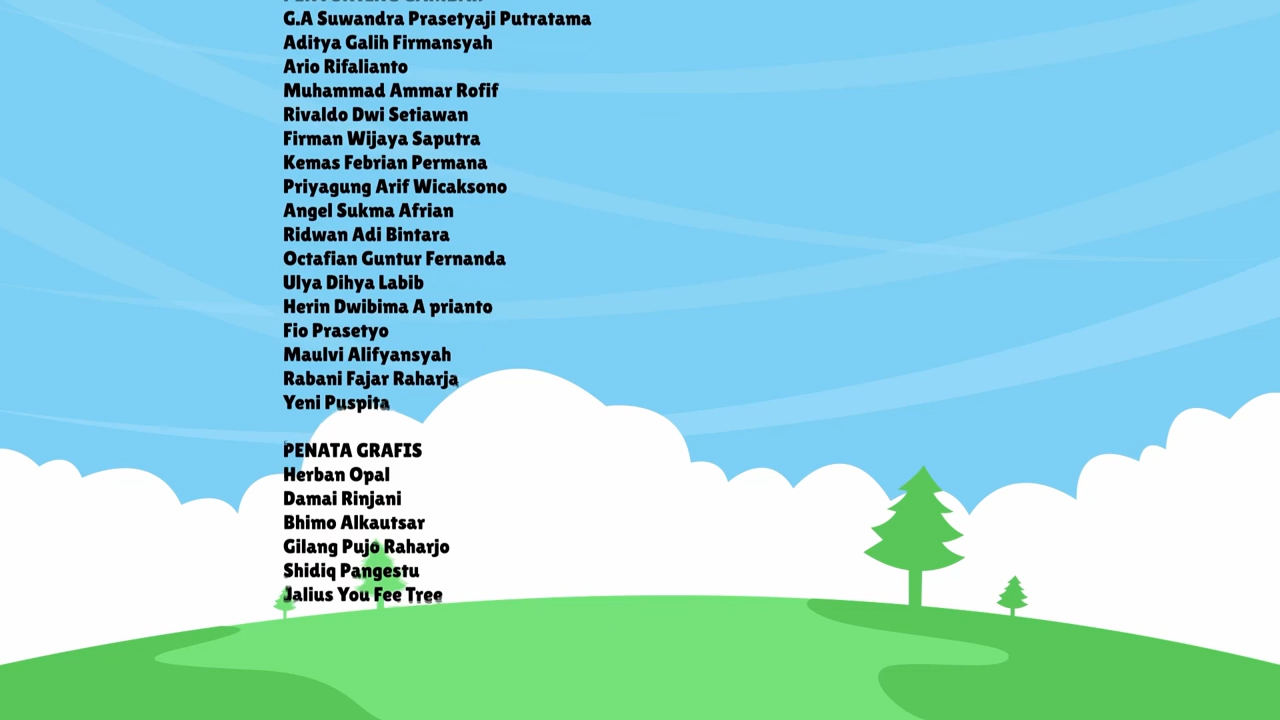 G.A Suwandra Prasetyaji Putratama
Aditya Galih Firmansyah
Ario Rifalianto
Muhammad Ammar Rofif
Rivaldo Dwi Setiawan
Firman Wijaya Saputra
Kemas Febrian Permana
Priyagung Arif Wicaksono
Angel Sukma Afrian
Ridwan Adi Bintara
Octafian Guntur Fernanda
Ulya Dihya Labib
Herin Dwibima A prianto
Fio Prasetyo
Maulvi Alifyansyah
Rabani Fajar Raharja
Yeni Puspita
PENATA GRAFIS
Herban Opal
Damai Rinjani
Bhimo Alkautsar
Gilang Pujo Raharjo
Shidiq Pangestu
Jalius You Fee Tree